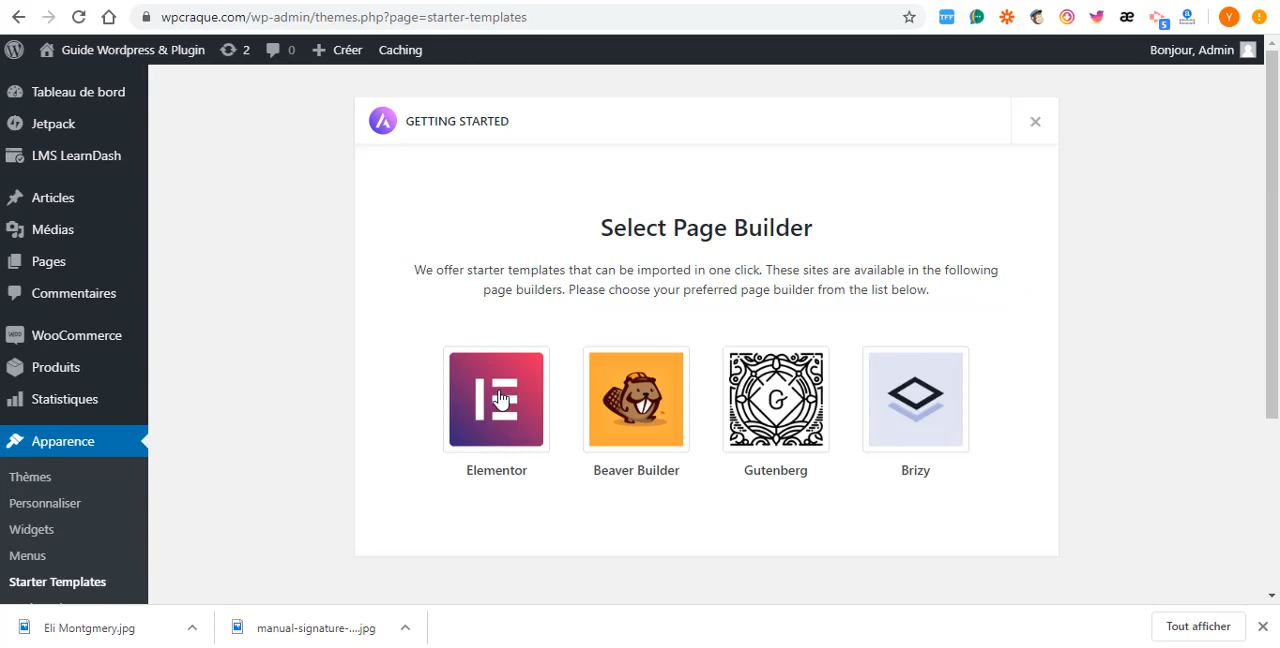 wpcraque.com/wp-admin/themes.php?page=starter-templates
TFF
æ
5
Y
Guide Wordpress & Plugin
2
0
Créer
Caching
Bonjour, Admin
Tableau de bord
Jetpack
LMS LearnDash
Articles
Médias
Pages
Commentaires
WooCommerce
Produits
Statistiques
Apparence
Thèmes
Personnaliser
Widgets
Menus
Starter Templates
GETTING STARTED
Select Page Builder
We offer starter templates that can be imported in one click. These sites are available in the following
page builders. Please choose your preferred page builder from the list below.
G
Elementor
Beaver Builder
Gutenberg
Brizy
Eli Montgmery.jpg
manual-signature-....jpg
Tout afficher